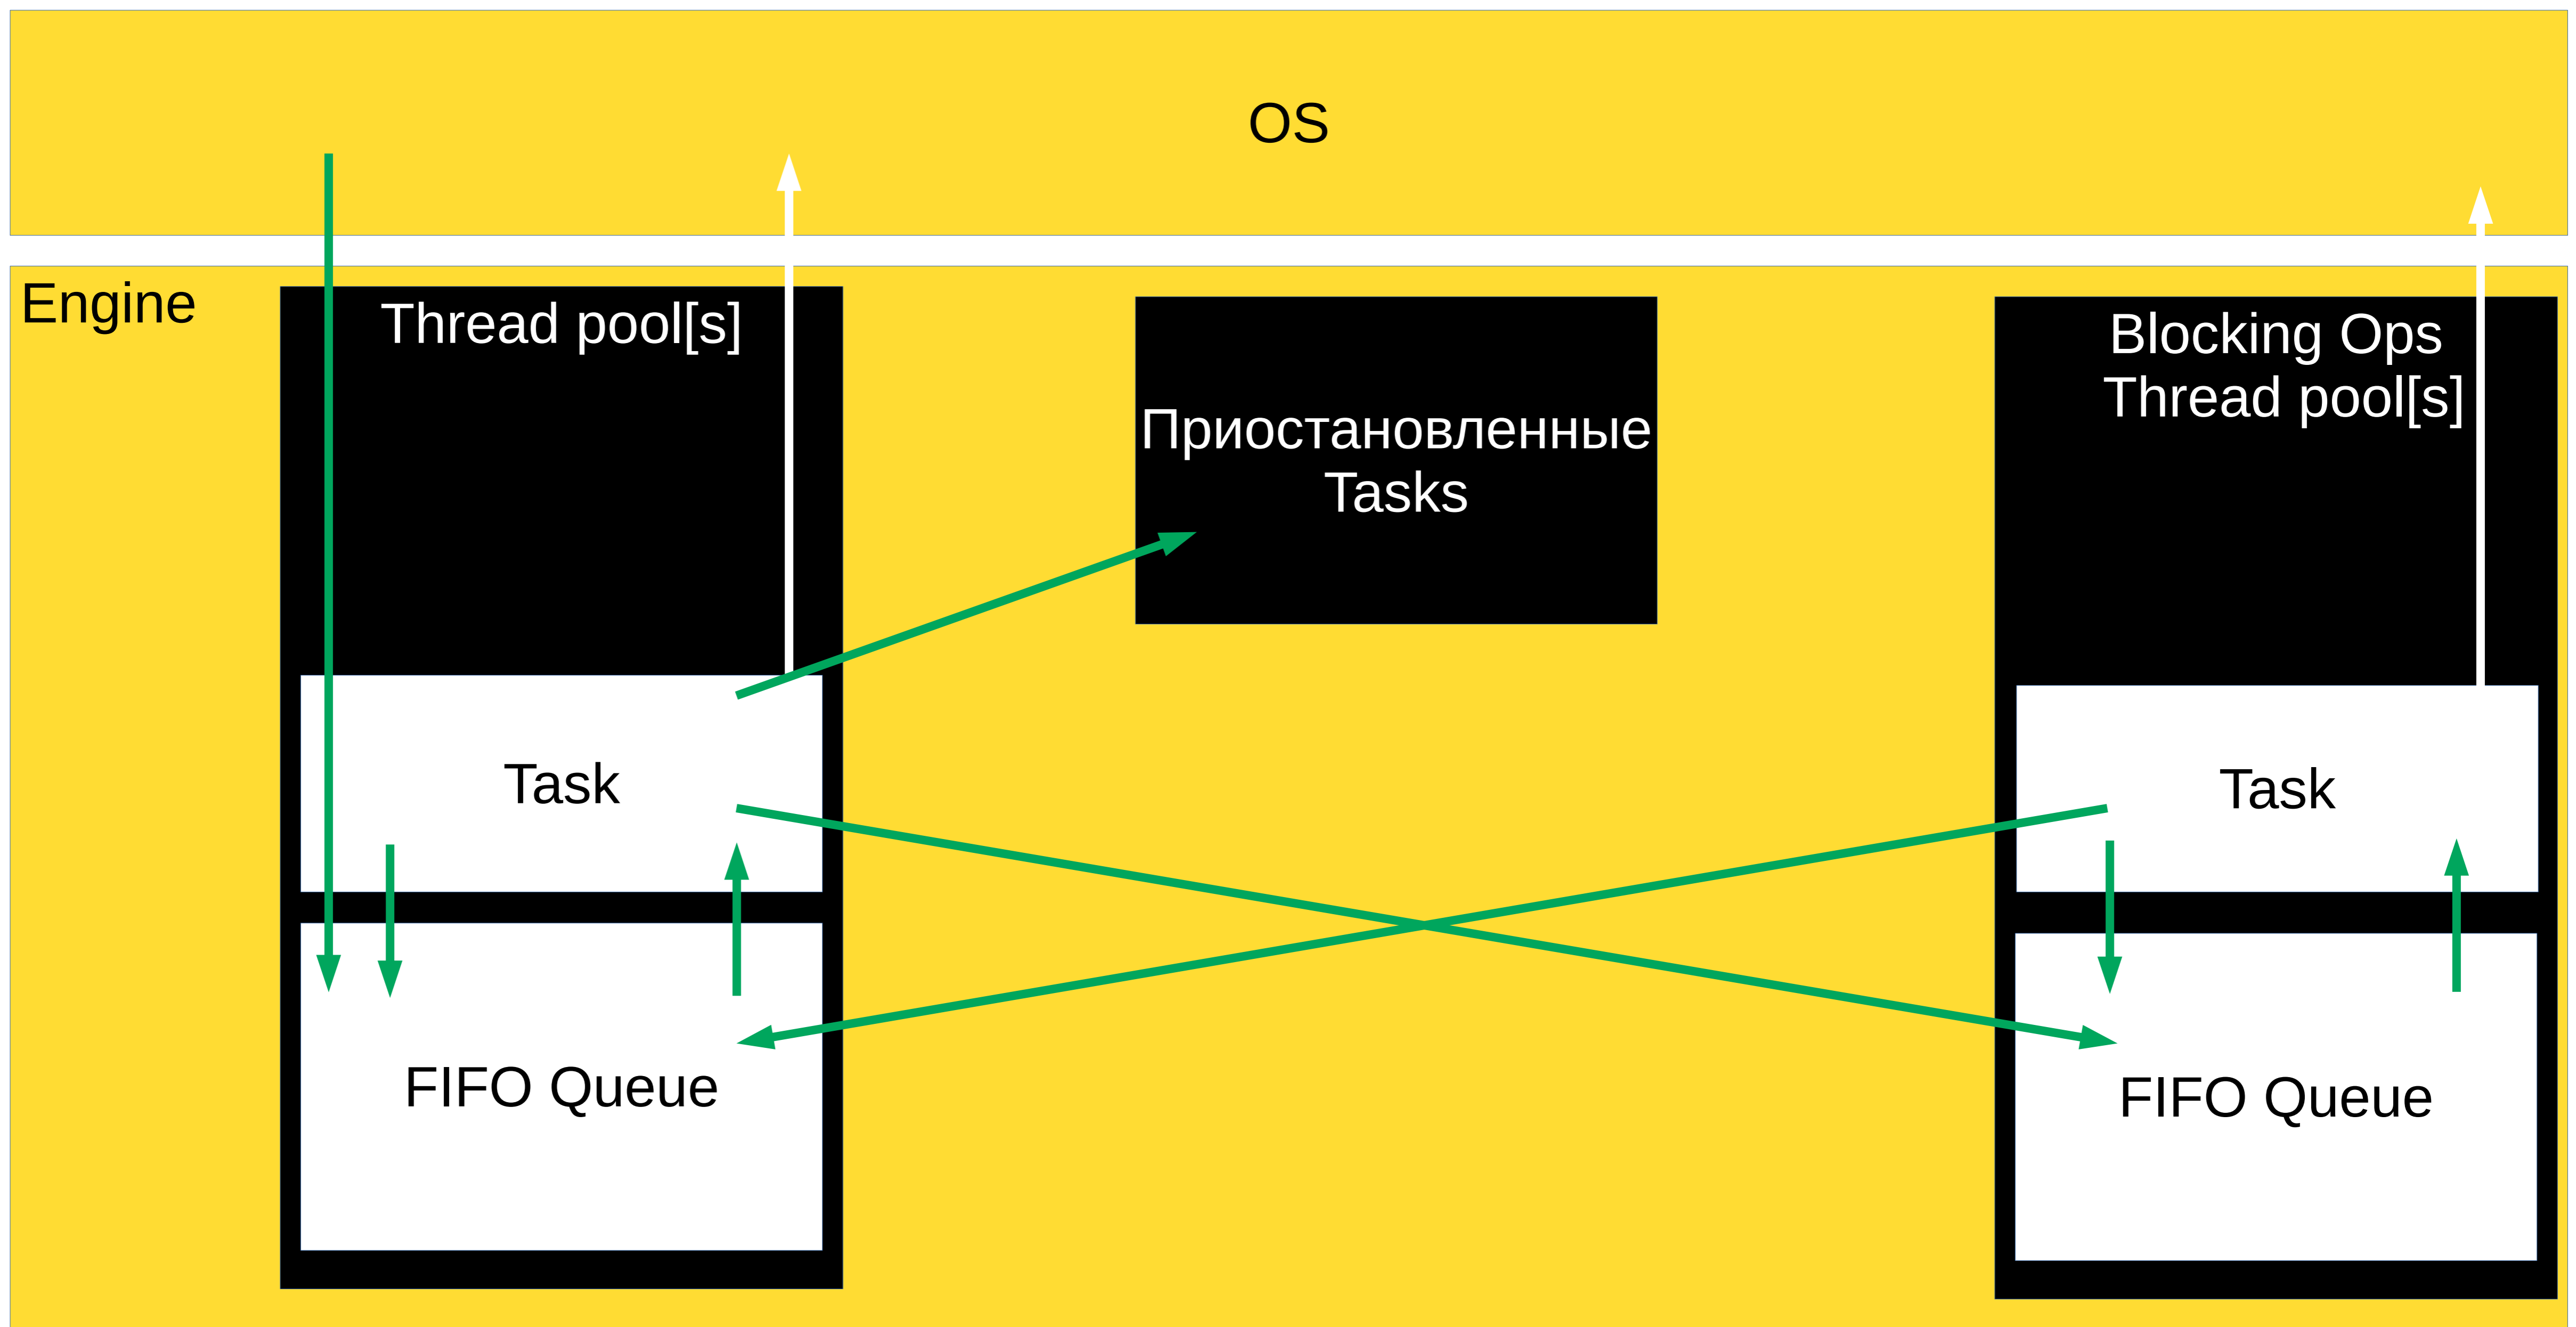 OS
Engine
Thread pool[s]
Приостановленные
Tasks
Blocking Ops
Thread pool[s]
Task
Task
FIFO Queue
FIFO Queue